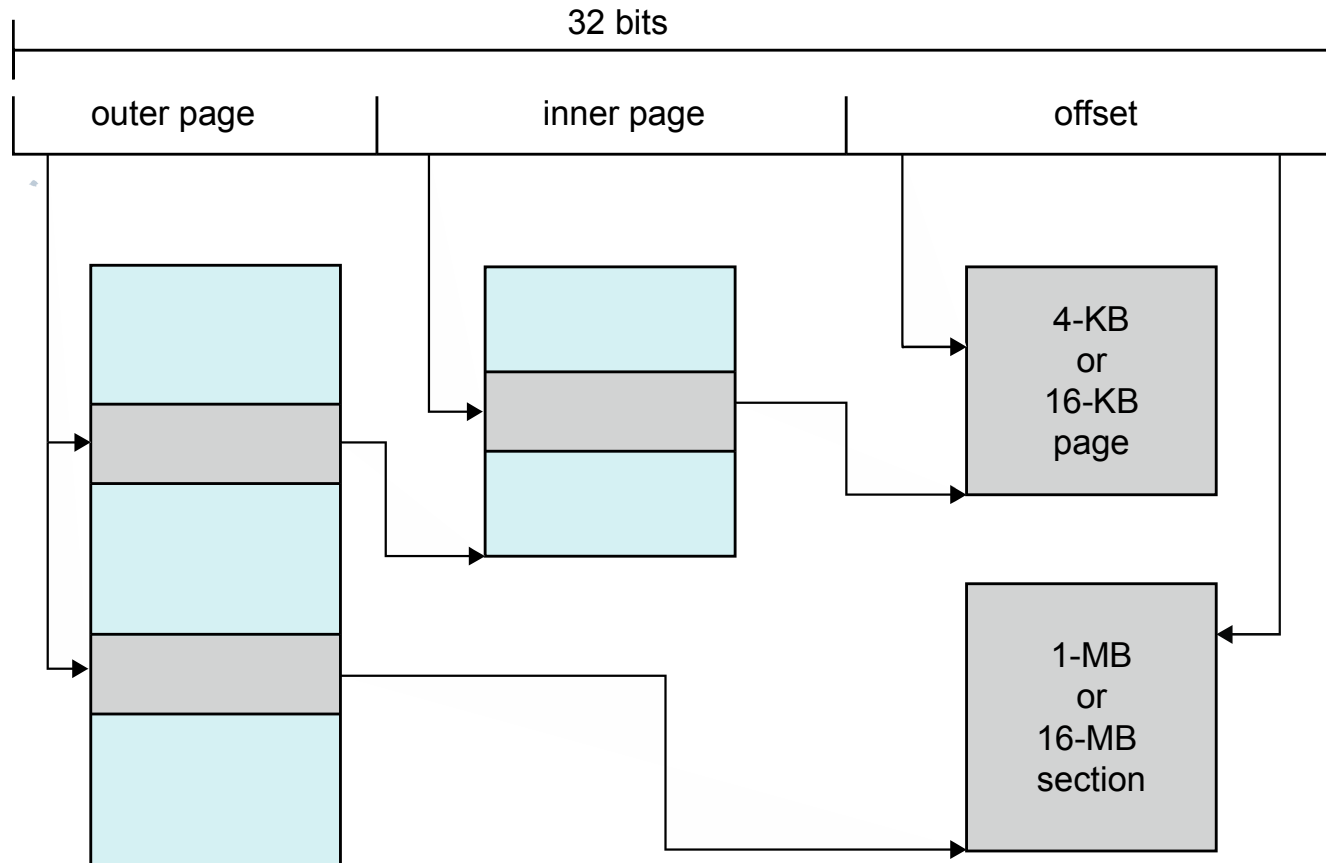 32 bits
outer page
inner page
offset
4-KB
or
16-KB
page
1-MB
or
16-MB
section